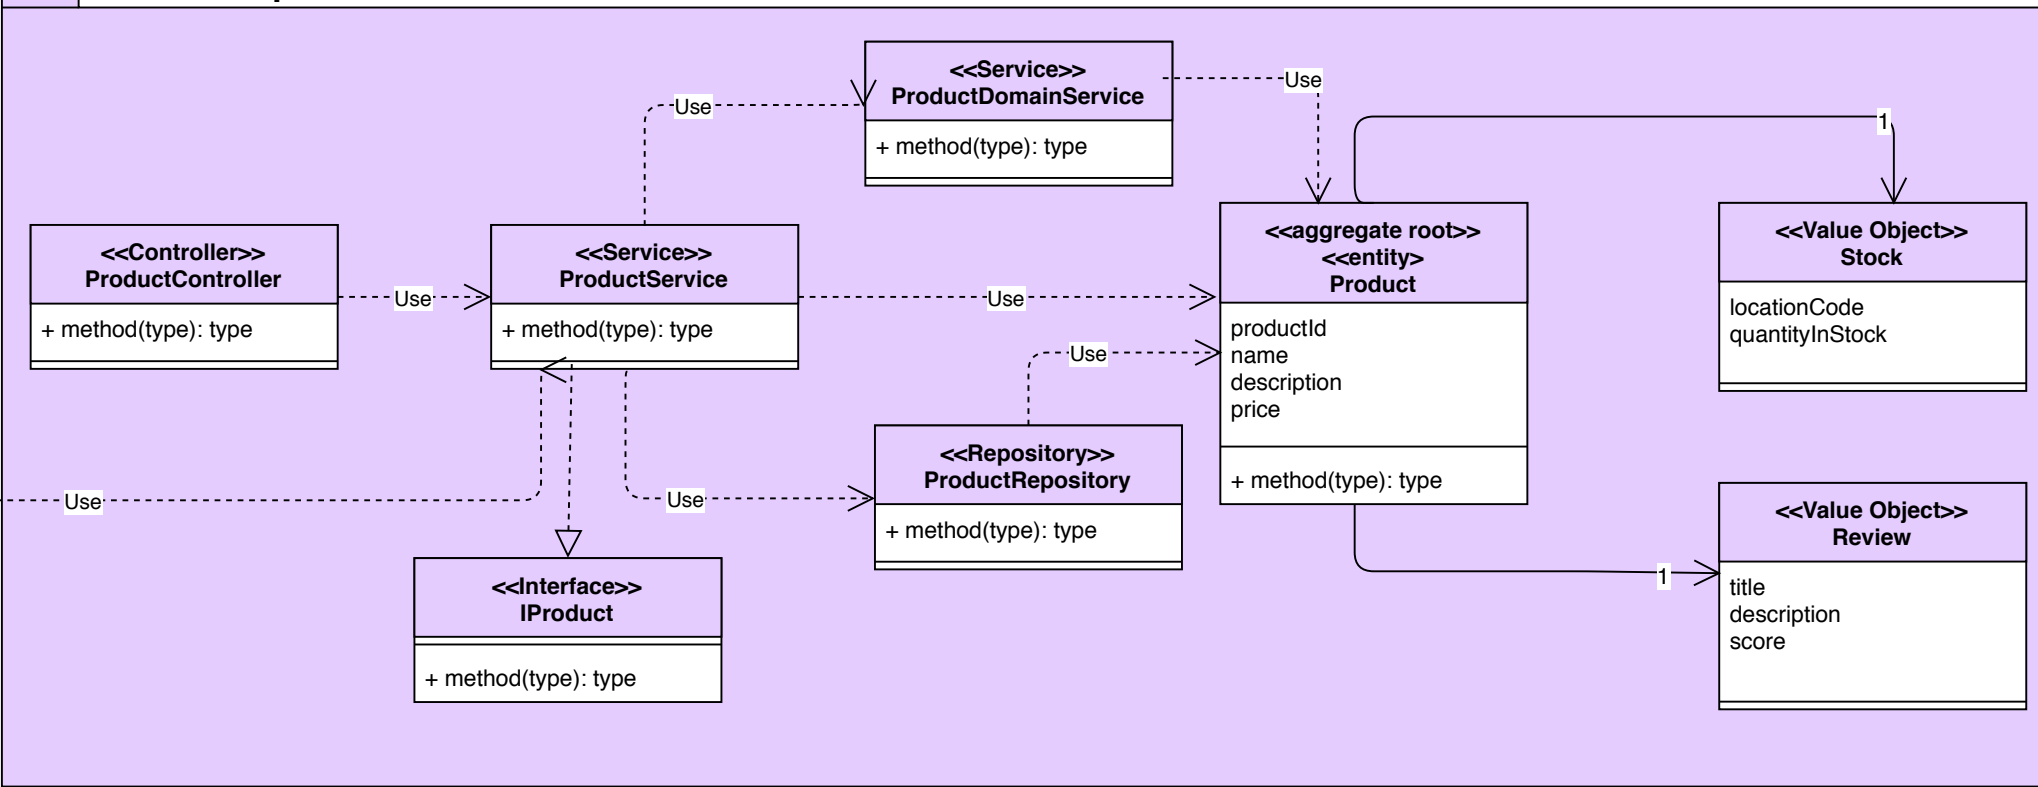 <<Service>>
ProductDomainService
+ method(type): type
Use
Use
1
<<Controller>>
ProductController
+ method(type): type
Use
<<Service>>
ProductService
+ method(type): type
Use
<<aggregate root>>
<<entity>
Product
productId
name
description
price
+ method(type): type
<<Value Object>>
Stock
locationCode
quantityInStock
Use
<<Repository>>
ProductRepository
+ method(type): type
Use
Use
<<Interface>>
IProduct
+ method(type): type
1
<<Value Object>>
Review
title
description
score